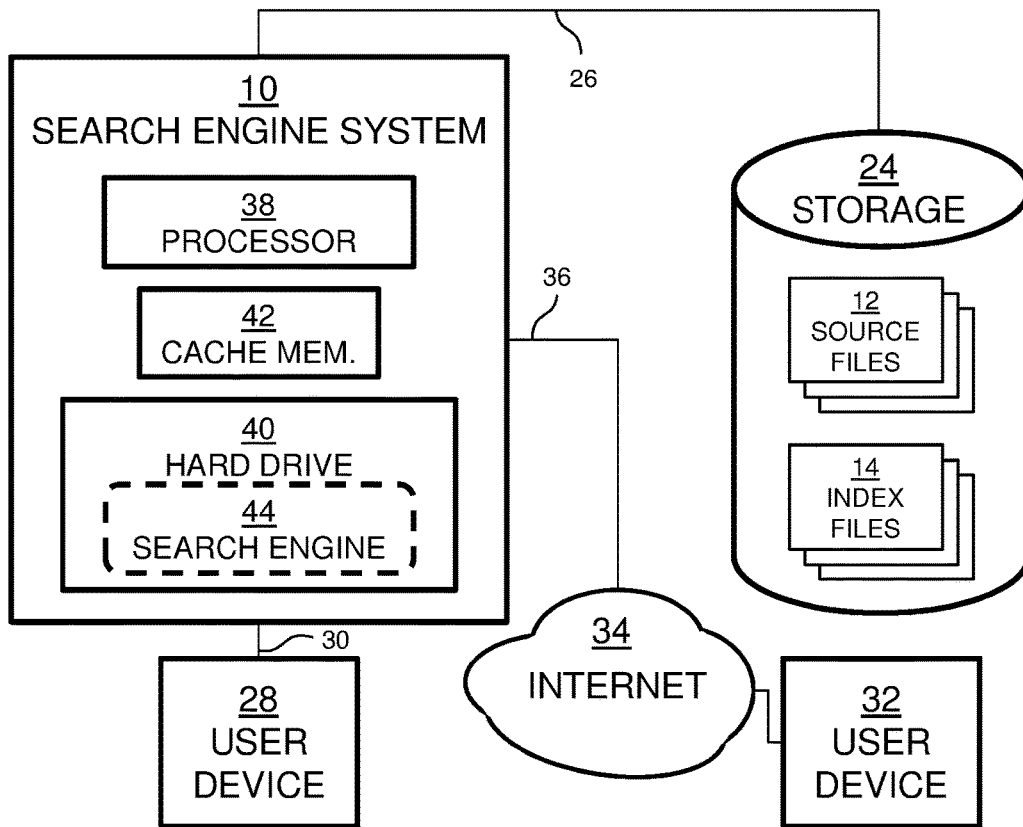 26
10
SEARCH ENGINE SYSTEM
38
PROCESSOR
42
CACHE MEM.
40
HARD DRIVE
44
SEARCH ENGINE
36
24
STORAGE
12
SOURCE
FILES
14
INDEX
FILES
30
34
INTERNET
28
USER
DEVICE
32
USER
DEVICE